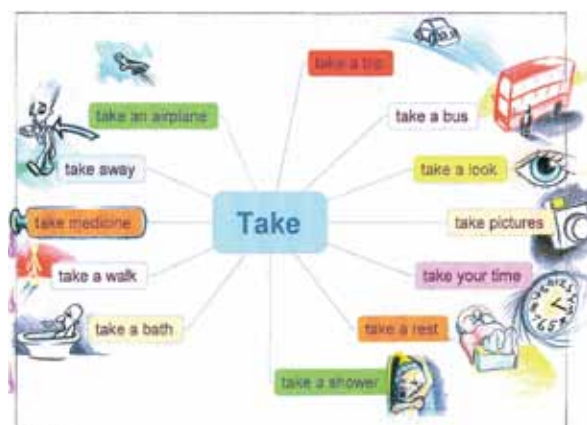 take a trip
take an airplane
take a bus
take sway
take a look
Take
take medicine
take pictures
take a walk
take your time
take a bath
take a rest
take a shower